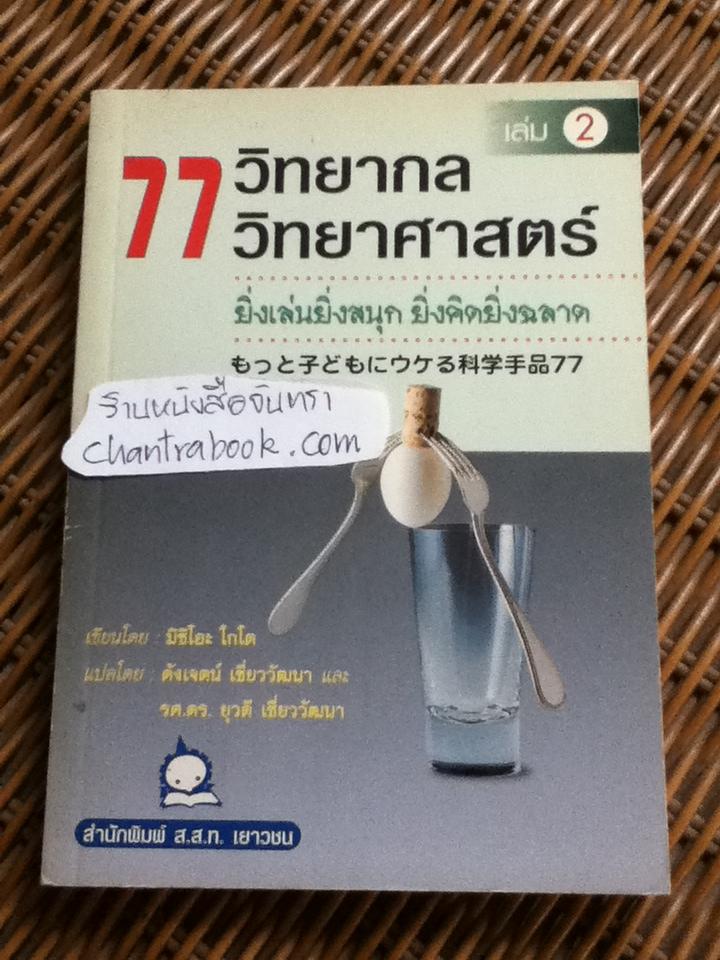 เล่ม 2
77 วิทยากล
วิทยาศาสตร์
ยิ่งเล่นยิ่งสนุก ยิ่งคิดยิ่งฉลาด
もっと子どもにウケる科学手品77
ร้านหนังสือจันทรา
chantrabook.com
เขียนโดย : มิชิโอะ โกโต
แปลโดย : ดังเจตน์ เชี่ยววัฒนา และ
รศ.ดร. ยุวดี เชี่ยววัฒนา
สำนักพิมพ์ ส.ส.ท. เยาวชน